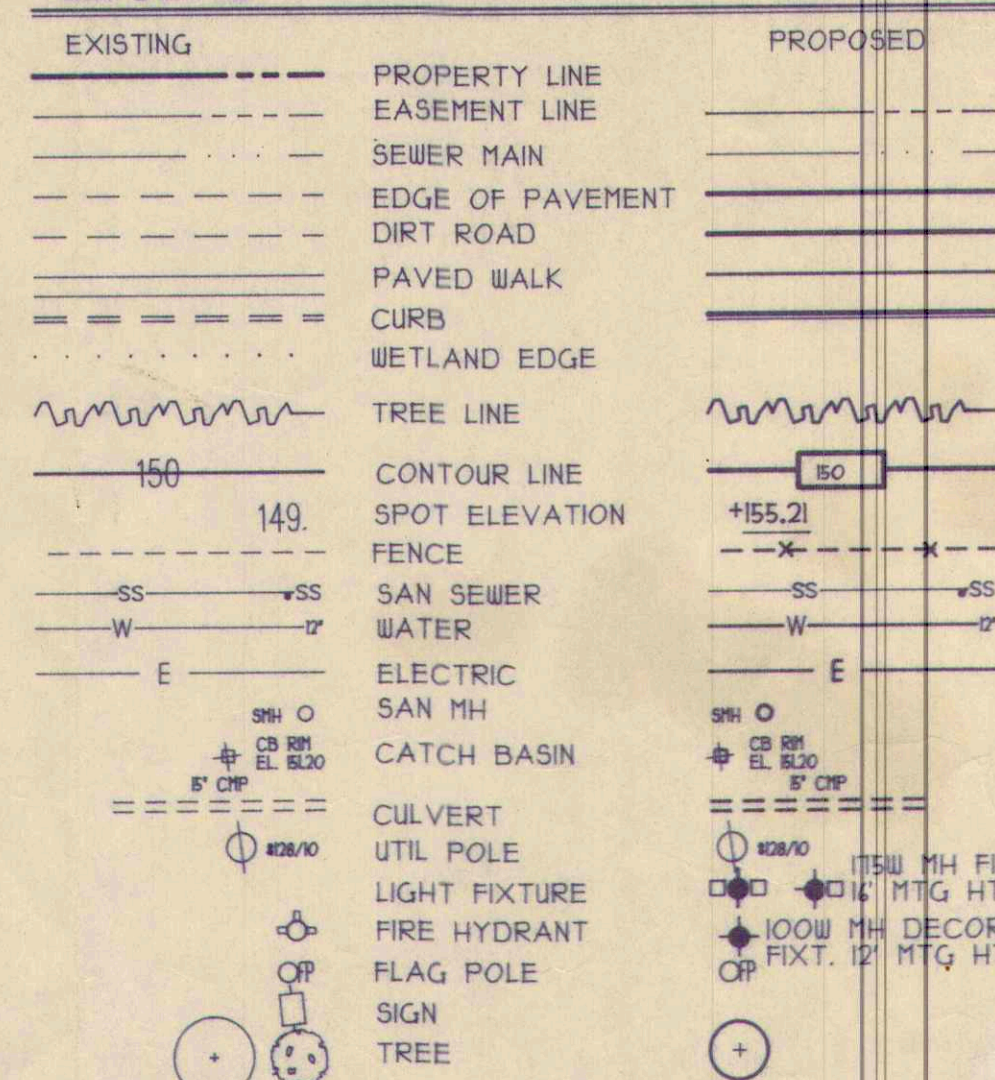 EXISTING PROPOSED
PROPERTY LINE
EASEMENT LINE
SEWER MAIN
EDGE OF PAVEMENT
DIRT ROAD
PAVED WALK
CURB
WETLAND EDGE
TREE LINE
150 CONTOUR LINE 150
149. SPOT ELEVATION +155.21
FENCE
SS SS SAN SEWER SS SS
W 12" WATER W 12"
E ELECTRIC E
SMH SAN MH SMH
CB RIM CB RIM
EL. 151.20 CATCH BASIN EL. 151.20
15" CMP 15" CMP
CULVERT
#128/10 UTIL POLE #128/10
175W MH FI
LIGHT FIXTURE 16' MTG HT
FIRE HYDRANT 100W MH DECOR
FIXT. 12' MTG HT
FP FLAG POLE FP
SIGN
TREE